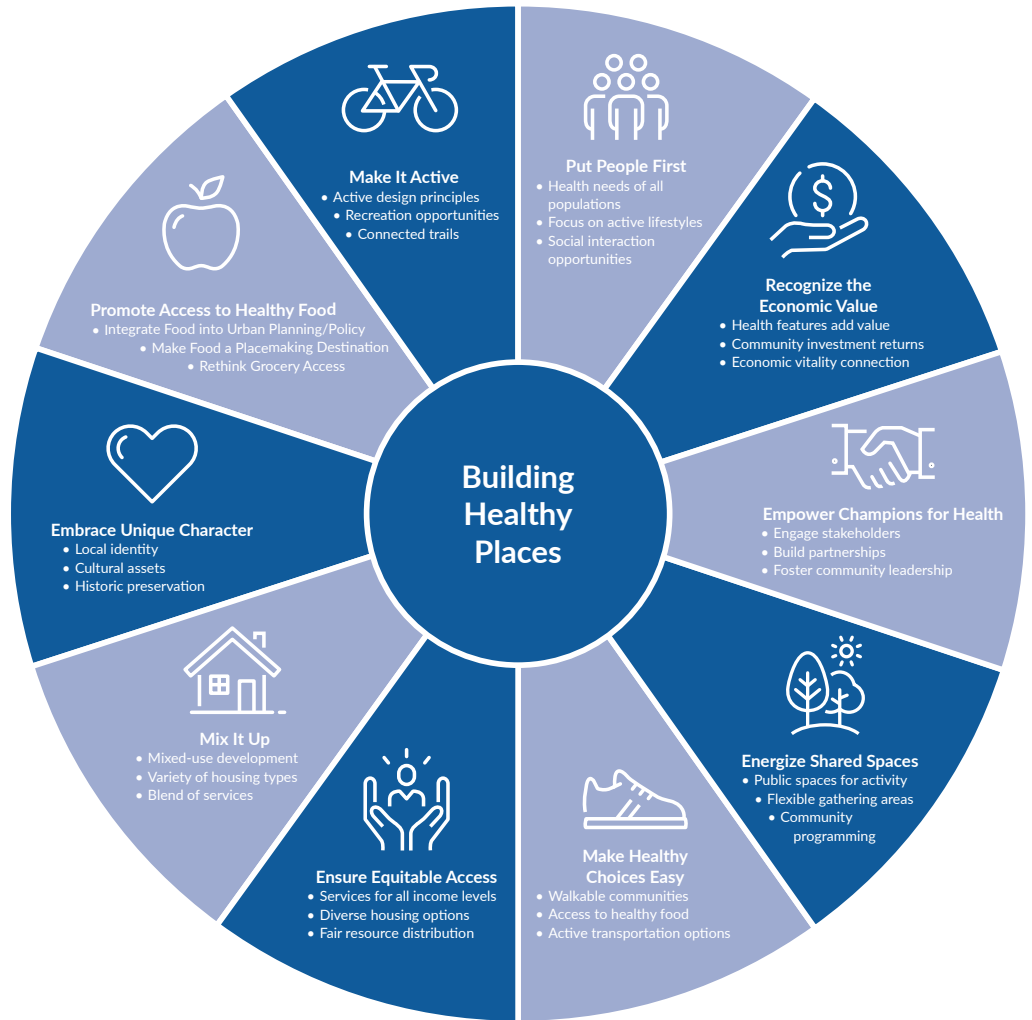 Building
Healthy
Places
Put People First
• Health needs of all
populations
• Focus on active lifestyles
• Social interaction
opportunities
Recognize the
Economic Value
• Health features add value
• Community investment returns
• Economic vitality connection
Empower Champions for Health
• Engage stakeholders
• Build partnerships
• Foster community leadership
Energize Shared Spaces
• Public spaces for activity
• Flexible gathering areas
• Community
programming
Make Healthy
Choices Easy
• Walkable communities
• Access to healthy food
• Active transportation options
Ensure Equitable Access
• Services for all income levels
• Diverse housing options
• Fair resource distribution
Mix It Up
• Mixed-use development
• Variety of housing types
• Blend of services
Embrace Unique Character
• Local identity
• Cultural assets
• Historic preservation
Promote Access to Healthy Food
• Integrate Food into Urban Planning/Policy
• Make Food a Placemaking Destination
• Rethink Grocery Access
Make It Active
• Active design principles
• Recreation opportunities
• Connected trails